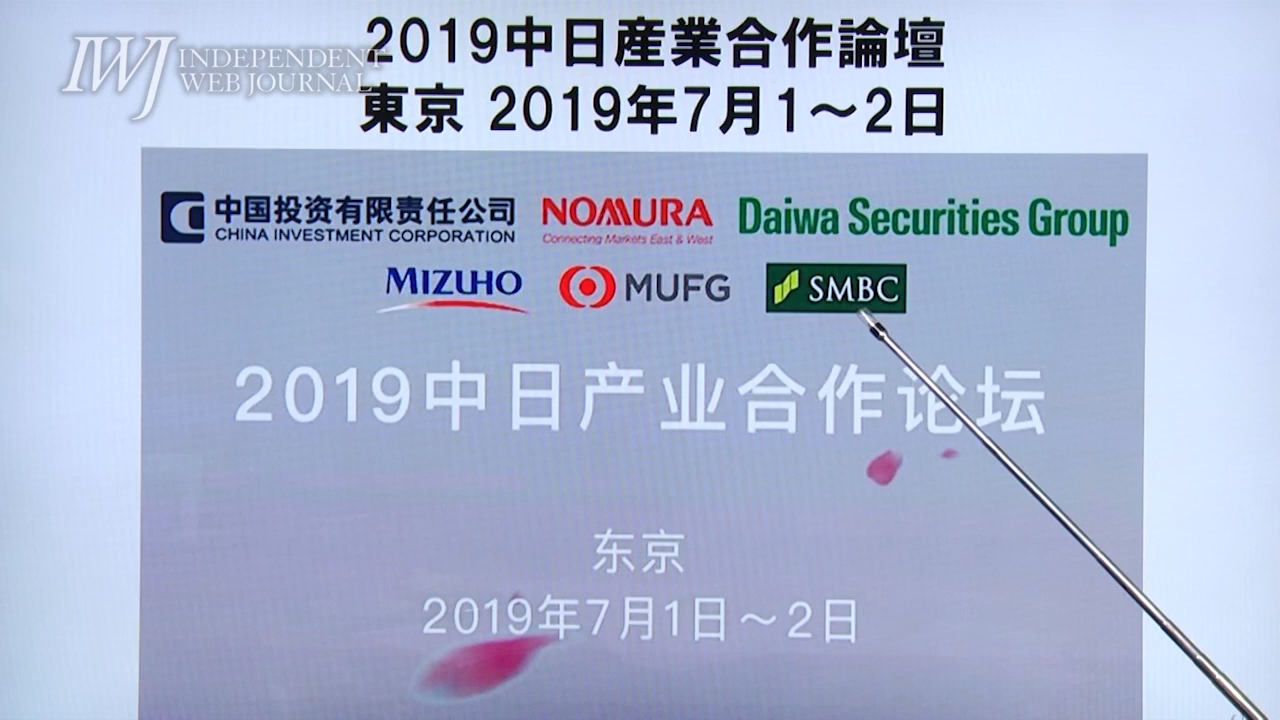 IWJ INDEPENDENT
WEB JOURNAL
2019中日産業合作論壇
東京 2019年7月1～2日
中国投资有限责任公司
CHINA INVESTMENT CORPORATION
NOMURA
Connecting Markets East & West
Daiwa Securities Group
MIZUHO
MUFG
SMBC
2019中日产业合作论坛
东京
2019年7月1日～2日